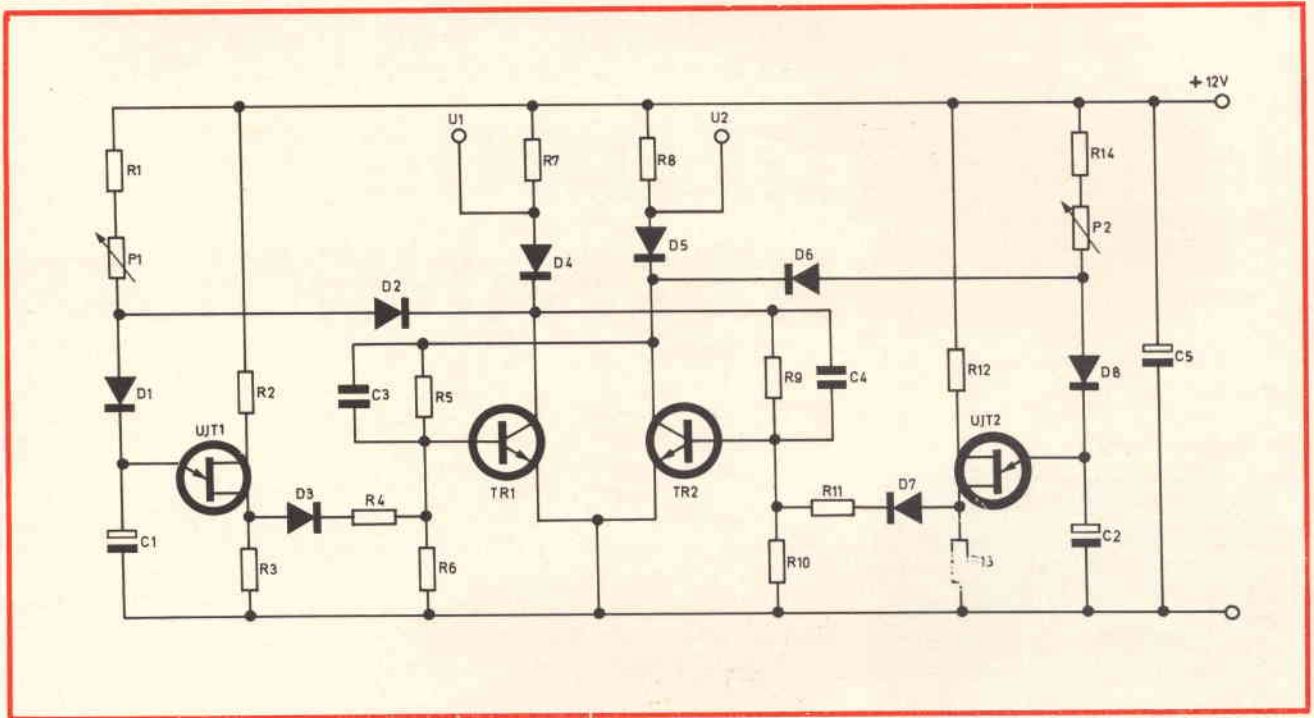 + 12V
U1
U2
R1
R7
R8
R14
P1
P2
D5
D6
D4
D2
D1
R2
C3
R5
R9
C4
R12
D8
C5
UJT1
UJT2
TR1
TR2
D3
R4
R11
D7
C1
R3
R6
R10
C2